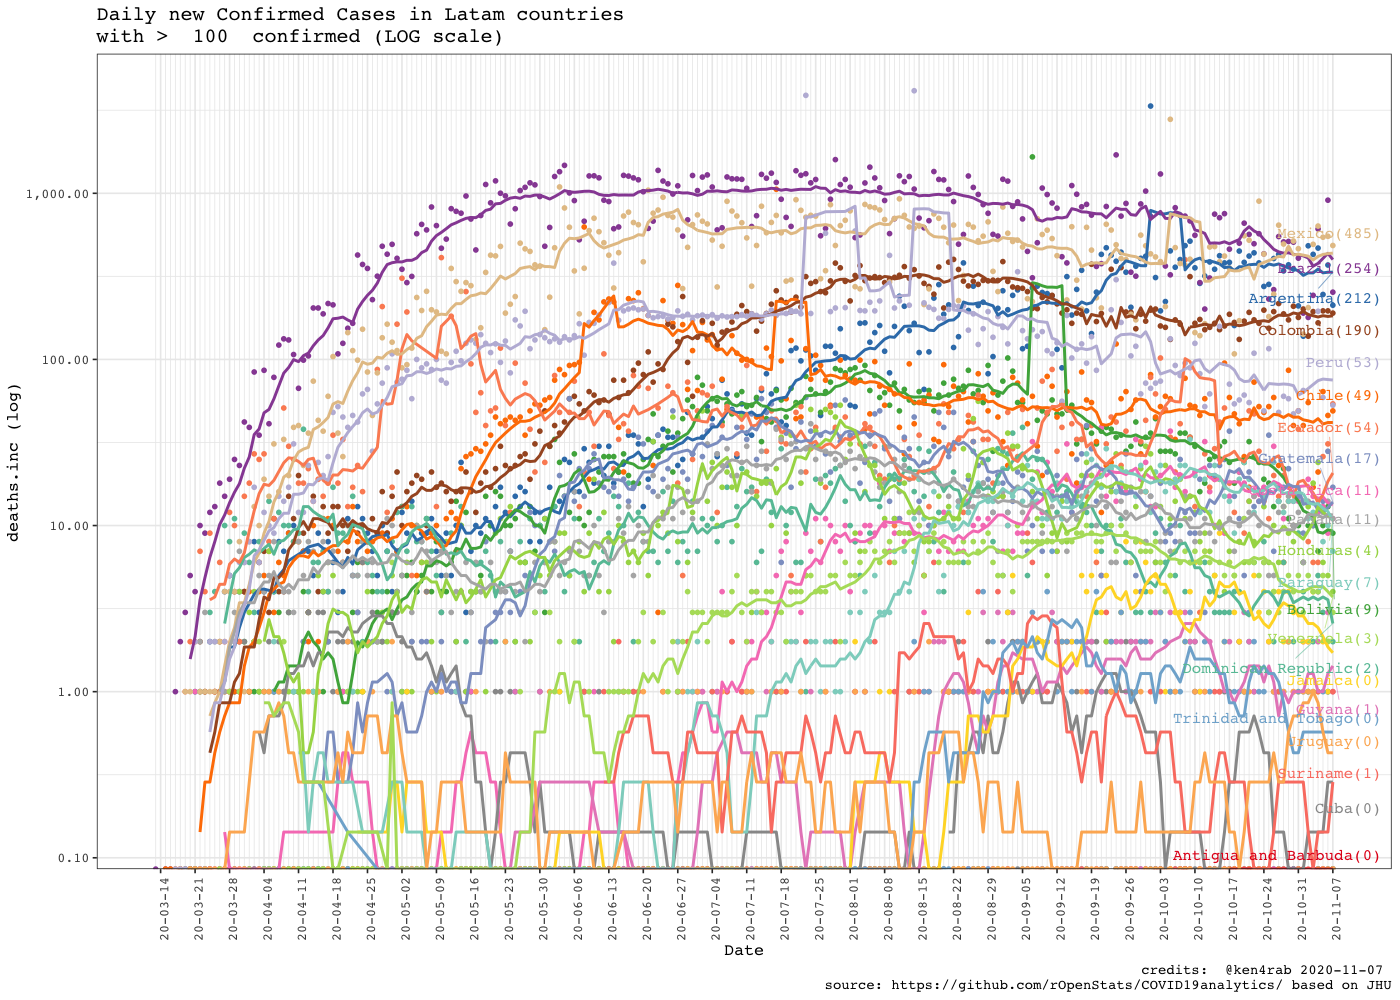 Daily new Confirmed Cases in Latam countries
with >  100  confirmed (LOG scale)
deaths.inc (log)
1,000.00
100.00
10.00
1.00
0.10
Mexico(485)
Brazil(254)
Argentina(212)
Colombia(190)
Peru(53)
Chile(49)
Ecuador(54)
Guatemala(17)
Costa Rica(11)
Panama(11)
Honduras(4)
Paraguay(7)
Bolivia(9)
Venezuela(3)
Dominican Republic(2)
Jamaica(0)
Guyana(1)
Trinidad and Tobago(0)
Uruguay(0)
Suriname(1)
Cuba(0)
Antigua and Barbuda(0)
20-03-14
20-03-21
20-03-28
20-04-04
20-04-11
20-04-18
20-04-25
20-05-02
20-05-09
20-05-16
20-05-23
20-05-30
20-06-06
20-06-13
20-06-20
20-06-27
20-07-04
20-07-11
20-07-18
20-07-25
20-08-01
20-08-08
20-08-15
20-08-22
20-08-29
20-09-05
20-09-12
20-09-19
20-09-26
20-10-03
20-10-10
20-10-17
20-10-24
20-10-31
20-11-07
Date
credits:  @ken4rab 2020-11-07
source: https://github.com/rOpenStats/COVID19analytics/ based on JHU